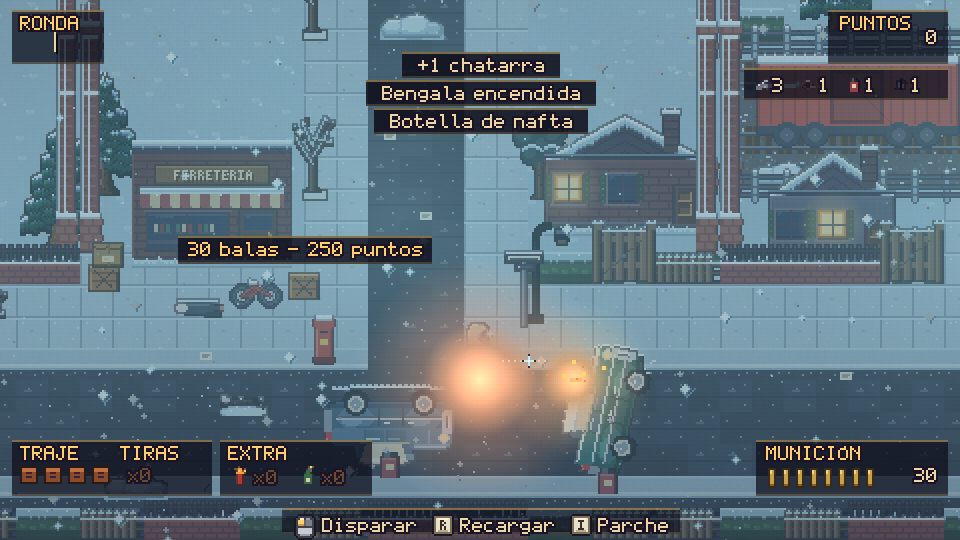 RONDA
|
PUNTOS
0
3 1 1 1
+1 chatarra
Bengala encendida
Botella de nafta
FERRETERIA
30 balas - 250 puntos
TRAJE TIRAS
x0
EXTRA
x0 x0
MUNICIóN
30
Disparar R Recargar I Parche